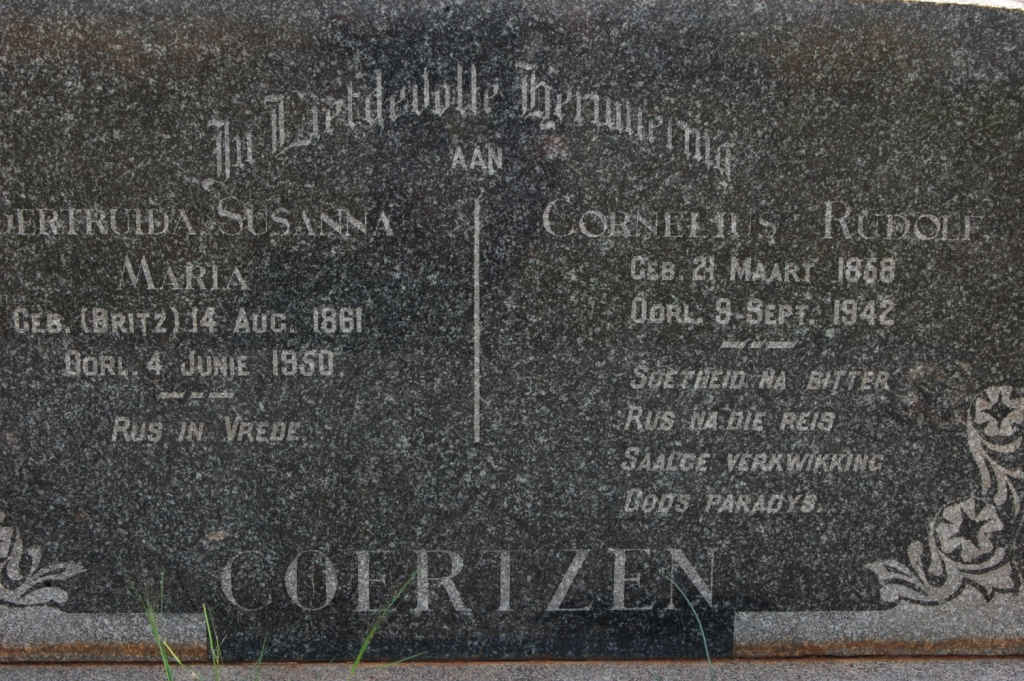 In Liefdevolle Herinnering
AAN
GERTRUIDA SUSANNA
MARIA
GEB. (BRITZ) 14 AUG. 1861
OORL. 4 JUNIE 1950.
RUS IN VREDE.
CORNELIUS RUDOLF.
GEB. 21 MAART 1858
OORL. 9 SEPT. 1942
SOETHEID NA BITTER
RUS NA DIE REIS
SAALGE VERKWIKKING
GODS PARADYS.
COERTZEN